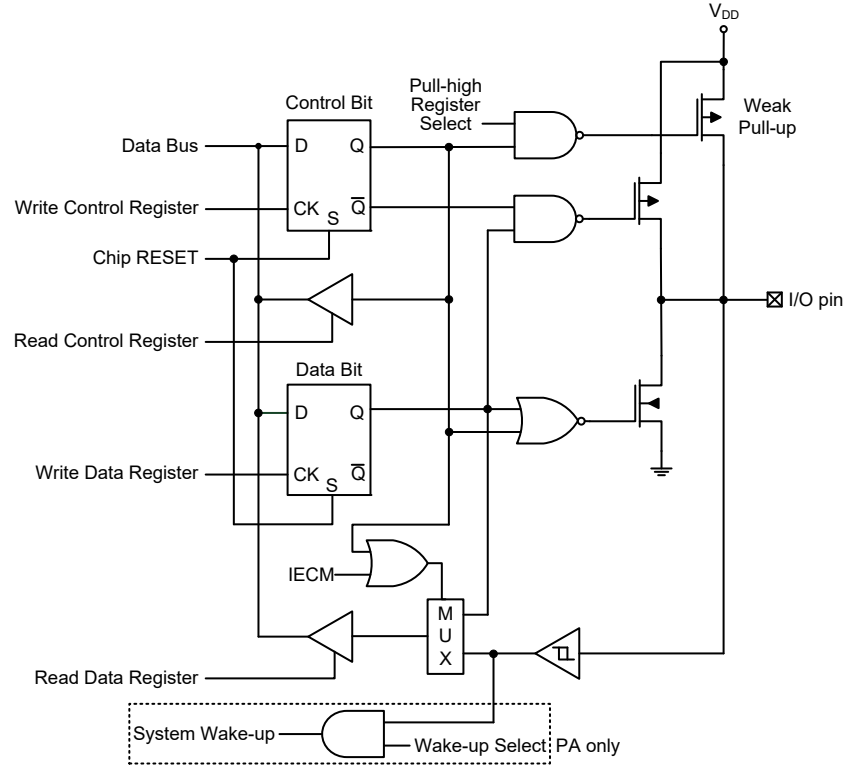 V_DD
Pull-high
Register
Select
Control Bit
Weak
Pull-up
Data Bus
D
Q
Write Control Register
CK
S
Q̅
Chip RESET
I/O pin
Read Control Register
Data Bit
D
Q
Write Data Register
CK
S
Q̅
IECM
M
U
X
Read Data Register
System Wake-up
Wake-up Select
PA only